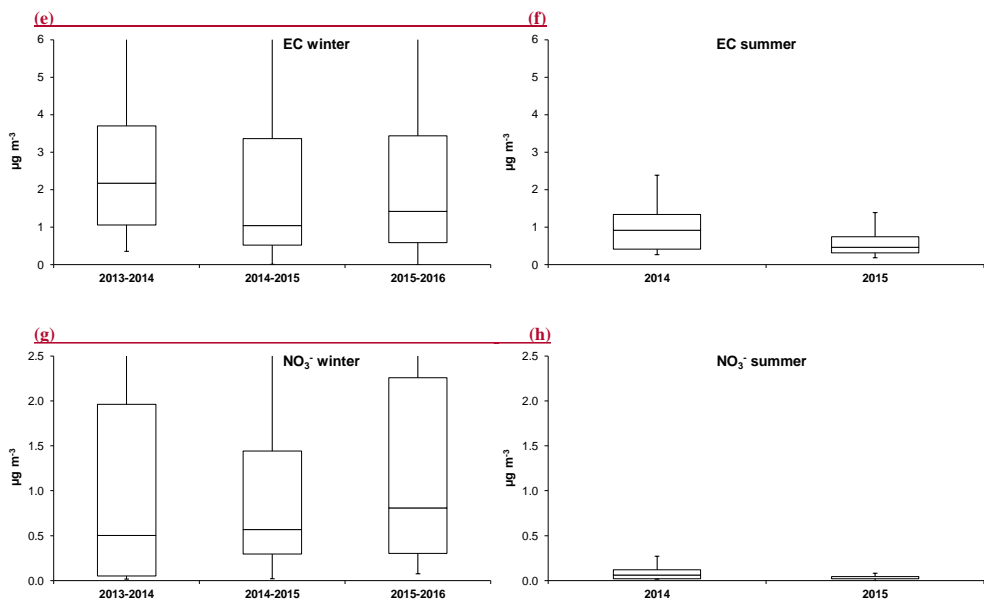 (e)
EC winter
6
5
4
3
2
1
0
µg m⁻³
2013-2014 2014-2015 2015-2016
(f)
EC summer
6
5
4
3
2
1
0
µg m⁻³
2014 2015
(g)
NO₃⁻ winter
2.5
2.0
1.5
1.0
0.5
0.0
µg m⁻³
2013-2014 2014-2015 2015-2016
(h)
NO₃⁻ summer
2.5
2.0
1.5
1.0
0.5
0.0
µg m⁻³
2014 2015